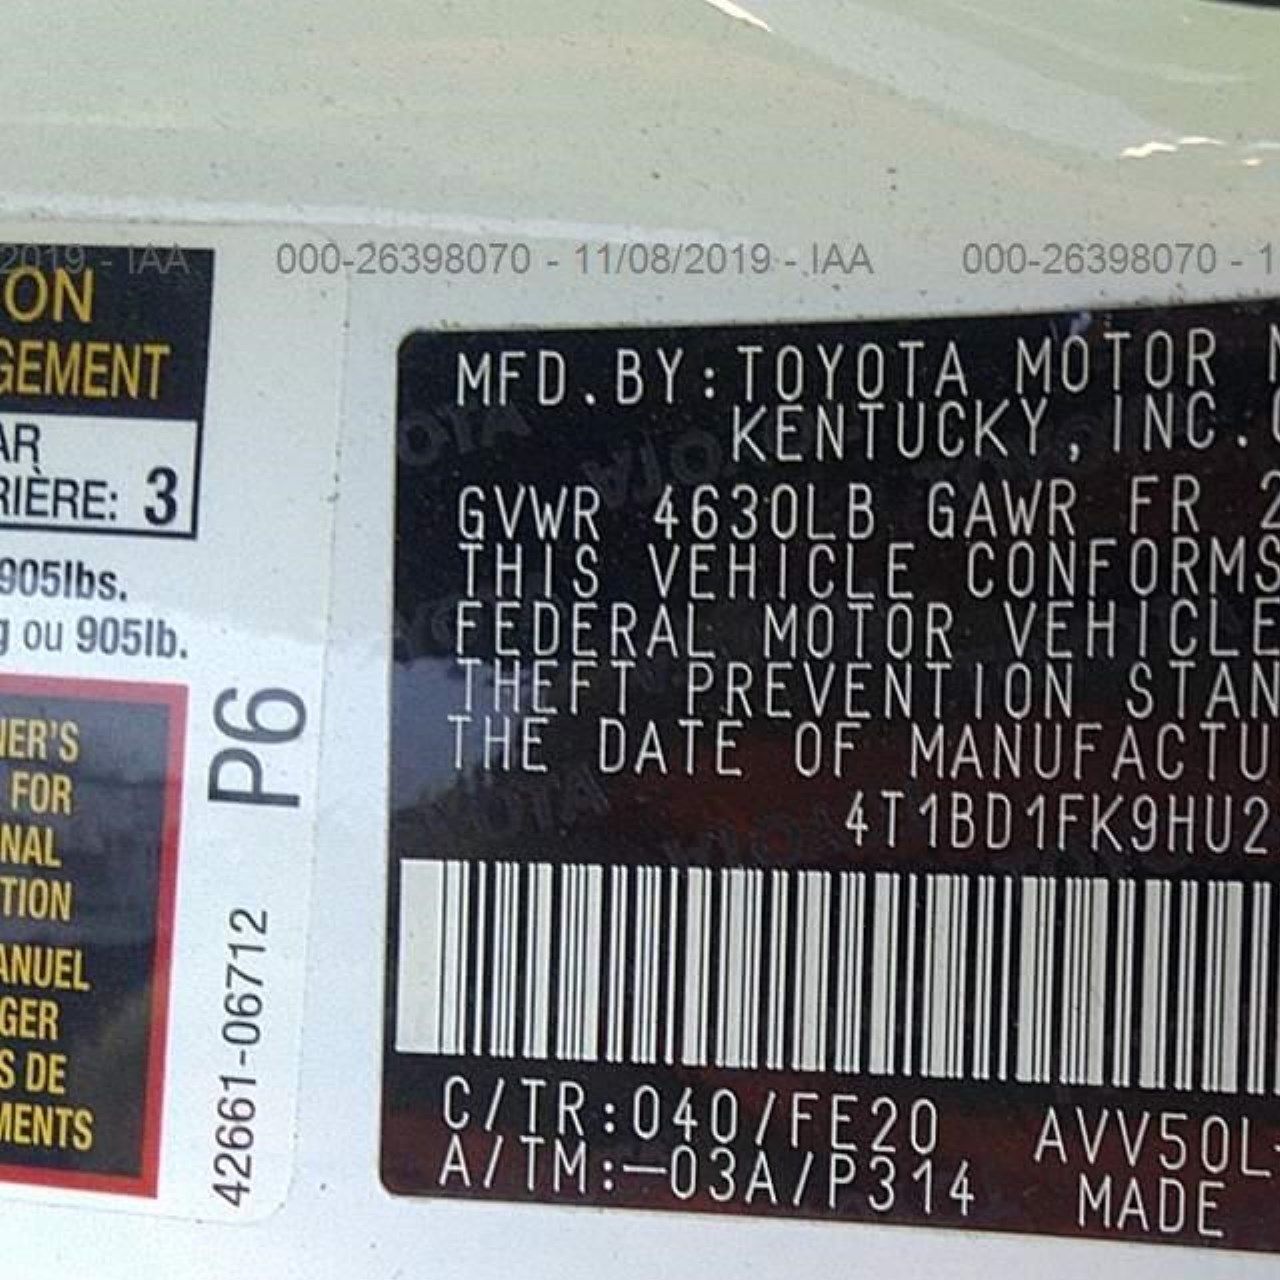 2019 - IAA 000-26398070 - 11/08/2019 - IAA 000-26398070 - 1
ON
GEMENT
AR
RIÈRE: 3
905lbs.
g ou 905lb.
NER'S
FOR
NAL
TION
ANUEL
GER
S DE
MENTS
P6
42661-06712
MFD.BY:TOYOTA MOTOR M
KENTUCKY, INC.
GVWR 4630LB GAWR FR 2
THIS VEHICLE CONFORMS
FEDERAL MOTOR VEHICLE
THEFT PREVENTION STAN
THE DATE OF MANUFACTU
4T1BD1FK9HU2
C/TR:040/FE20 AVV50L-
A/TM:-03A/P314 MADE